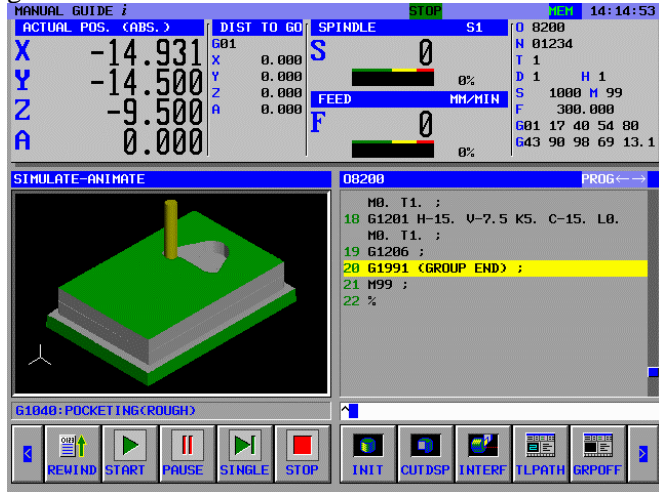 MANUAL GUIDE i STOP MEM 14:14:53
ACTUAL POS. (ABS.) DIST TO GO SPINDLE S1 O 8200
X -14.931 G01 S 0 N 01234
X 0.000 T 1
Y -14.500 Y 0.000 0% D 1 H 1
Z 0.000 S 1000 M 99
Z -9.500 A 0.000 FEED MM/MIN F 300.000
F 0 G01 17 40 54 80
A 0.000 0% G43 90 98 69 13.1
SIMULATE-ANIMATE O8200 PROG←→
M0. T1. ;
18 G1201 H-15. V-7.5 K5. C-15. L0.
M0. T1. ;
19 G1206 ;
20 G1991 (GROUP END) ;
21 M99 ;
22 %
G1040:POCKETING(ROUGH) ^
< REWIND START PAUSE SINGLE STOP INIT CUTDSP INTERF TLPATH GRPOFF >